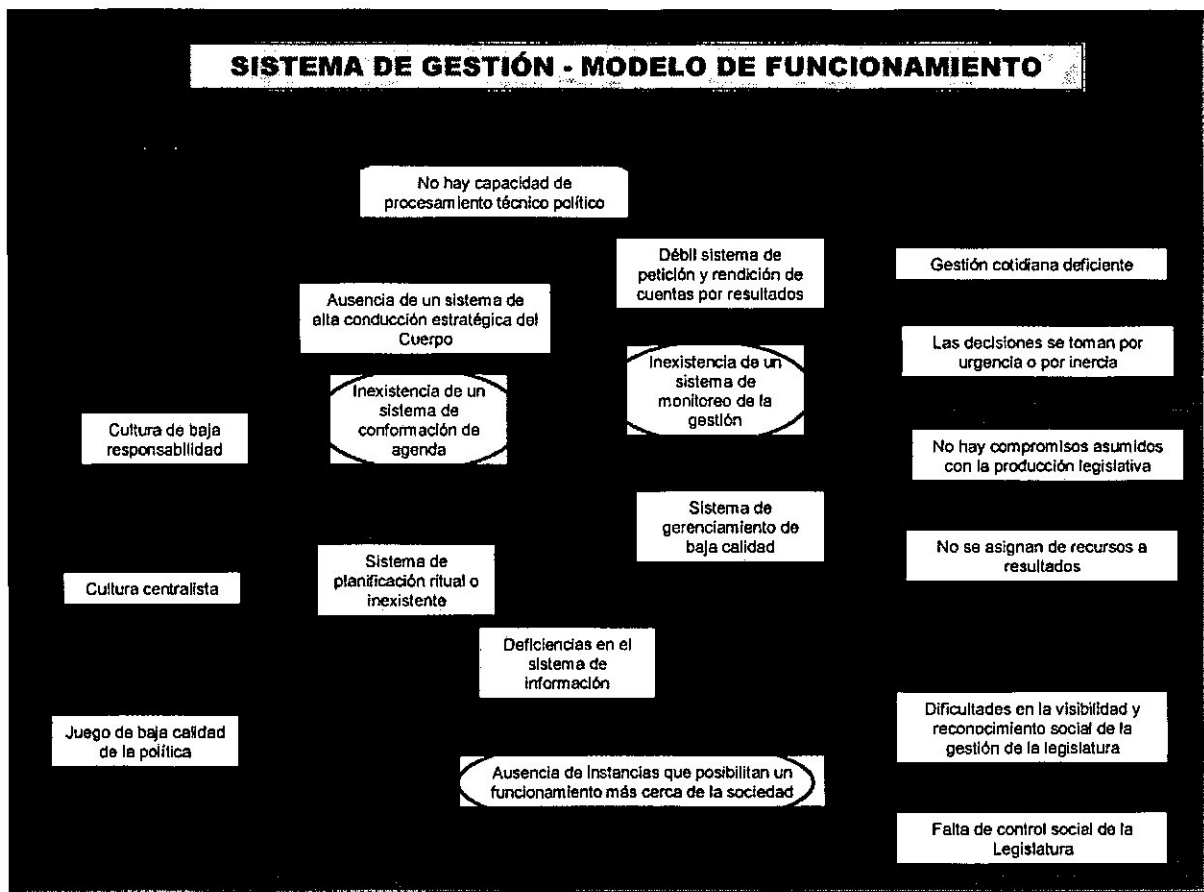 SISTEMA DE GESTIÓN - MODELO DE FUNCIONAMIENTO
No hay capacidad de
procesamiento técnico político
Débil sistema de
petición y rendición de
cuentas por resultados
Gestión cotidiana deficiente
Ausencia de un sistema de
alta conducción estratégica del
Cuerpo
Las decisiones se toman por
urgencia o por inercia
Inexistencia de un
sistema de
monitoreo de la
gestión
Inexistencia de un
sistema de
conformación de
agenda
Cultura de baja
responsabilidad
No hay compromisos asumidos
con la producción legislativa
Sistema de
gerenciamiento de
baja calidad
No se asignan de recursos a
resultados
Sistema de
planificación ritual o
inexistente
Cultura centralista
Deficiencias en el
sistema de
información
Dificultades en la visibilidad y
reconocimiento social de la
gestión de la legislatura
Juego de baja calidad
de la política
Ausencia de Instancias que posibilitan un
funcionamiento más cerca de la sociedad
Falta de control social de la
Legislatura